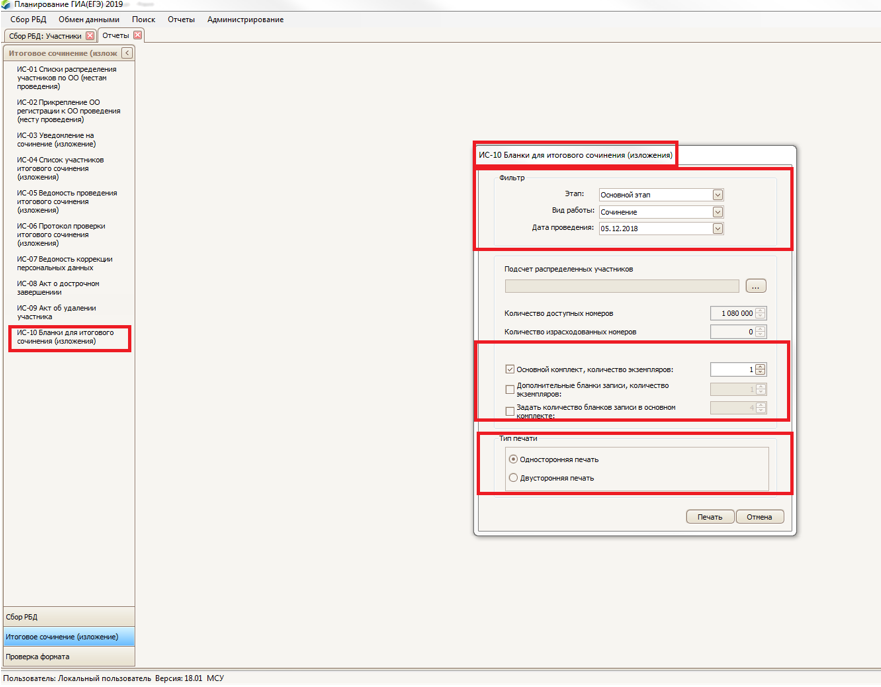 Планирование ГИА(ЕГЭ) 2019
Сбор РБД Обмен данными Поиск Отчеты Администрирование
Сбор РБД: Участники Отчеты
Итоговое сочинение (излож
ИС-01 Списки распределения
участников по ОО (местам
проведения)
ИС-02 Прикрепление ОО
регистрации к ОО проведения
(месту проведения)
ИС-03 Уведомление на
сочинение (изложение)
ИС-04 Список участников
итогового сочинения
(изложения)
ИС-05 Ведомость проведения
итогового сочинения
(изложения)
ИС-06 Протокол проверки
итогового сочинения
(изложения)
ИС-07 Ведомость коррекции
персональных данных
ИС-08 Акт о досрочном
завершениии
ИС-09 Акт об удалении
участника
ИС-10 Бланки для итогового
сочинения (изложения)
Сбор РБД
Итоговое сочинение (изложение)
Проверка формата
ИС-10 Бланки для итогового сочинения (изложения)
Фильтр
Этап: Основной этап
Вид работы: Сочинение
Дата проведения: 05.12.2018
Подсчет распределенных участников
...
Количество доступных номеров 1 080 000
Количество израсходованных номеров 0
Основной комплект, количество экземпляров: 1
Дополнительные бланки записи, количество
экземпляров: 1
Задать количество бланков записи в основном
комплекте: 4
Тип печати
Односторонняя печать
Двусторонняя печать
Печать Отмена
Пользователь: Локальный пользователь Версия: 18.01 МСУ